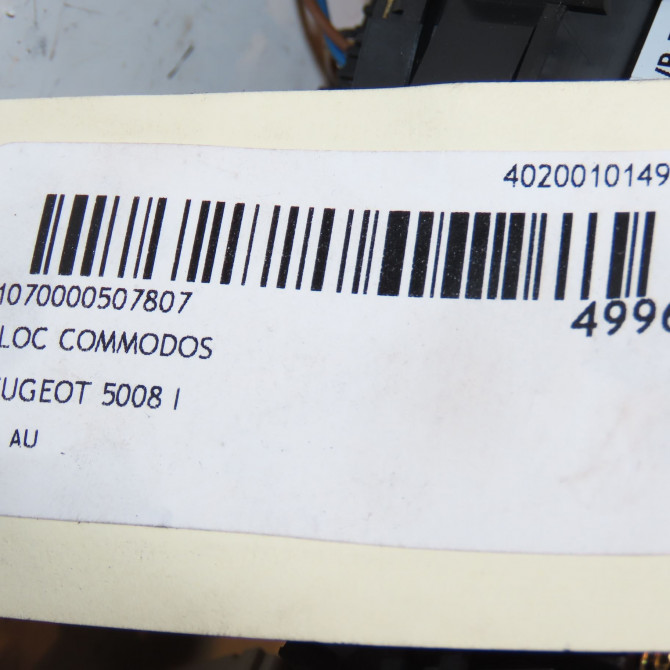 4020010149
1070000507807
4996
LOC COMMODOS
UGEOT 5008 I
AU